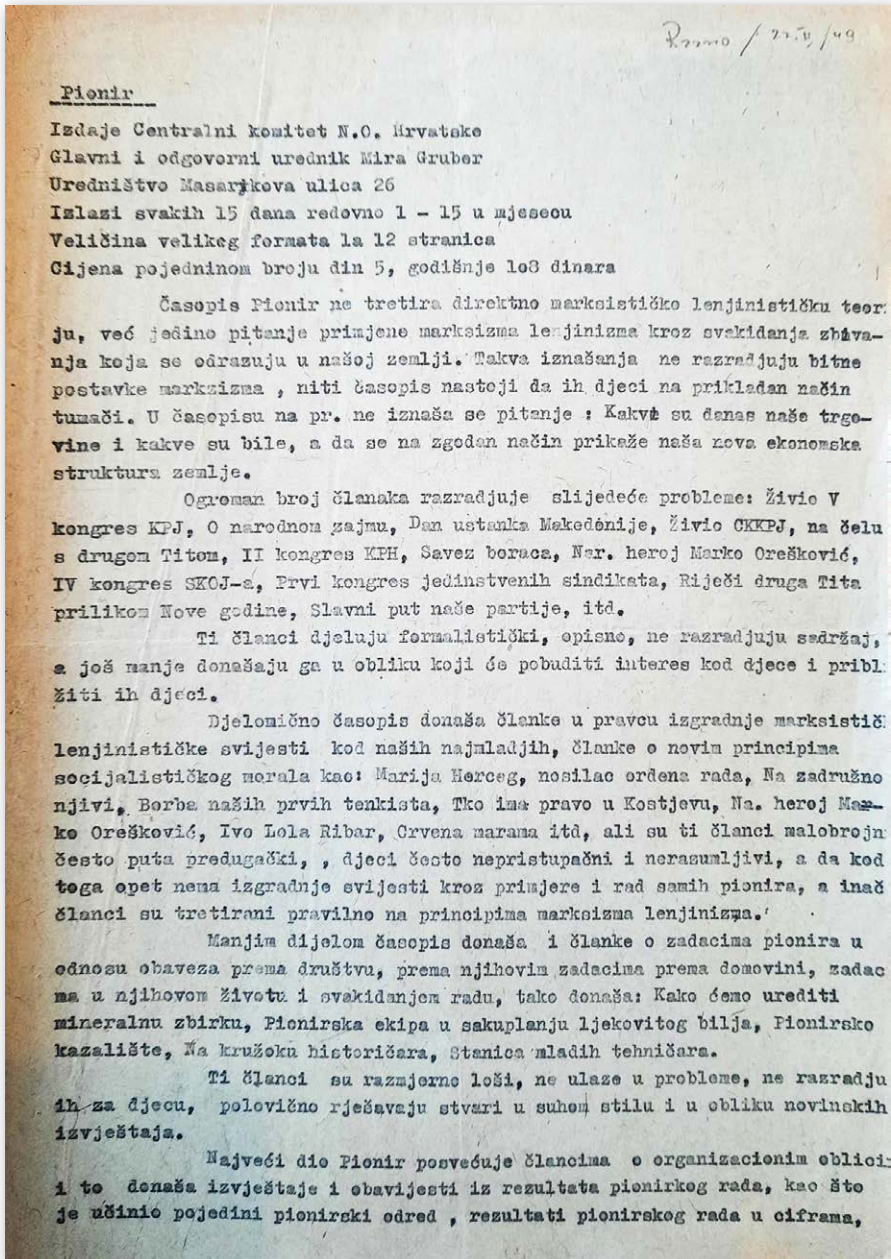 /49
Pionir
Izdaje Centralni komitet N.O. Hrvatske
Glavni i odgovorni urednik Mira Gruber
Uredništvo Masarykova ulica 26
Izlazi svakih 15 dana redovno 1 - 15 u mjesecu
Veličina velikog formata la 12 stranica
Cijena pojedninom broju din 5, godišnje lo8 dinara
Časopis Pionir ne tretira direktno marksističko lenjinističku teor
ju, već jedino pitanje primjene marksizma lenjinizma kroz svakidanja zbiva-
nja koja se odrazuju u našoj zemlji. Takva iznašanja ne razradjuju bitne
postavke markzizma , niti časopis nastoji da ih djeci na prikladan način
tumači. U časopisu na pr. ne iznaša se pitanje : Kakve su danas naše trgo-
vine i kakve su bile, a da se na zgodan način prikaže naša nova ekonomska
struktura zemlje.
Ogroman broj članaka razradjuje slijedeće probleme: Živio V
kongres KPJ, O narodnom zajmu, Dan ustanka Makedonije, Živio CKKPJ, na čelu
s drugom Titom, II kongres KPH, Savez boraca, Nar. heroj Marko Orešković,
IV kongres SKOJ-a, Prvi kongres jedinstvenih sindikata, Riječi druga Tita
prilikom Nove godine, Slavni put naše partije, itd.
Ti članci djeluju formalistički, opisno, ne razradjuju sadržaj,
a još manje donašaju ga u obliku koji će pobuditi interes kod djece i pribl
žiti ih djeci.
Djelomično časopis donaša članke u pravcu izgradnje marksistič
lenjinističke svijesti kod naših najmladjih, članke o novim principima
socijalističkog morala kao: Marija Herceg, nosilac ordena rada, Na zadružno
njivi, Borba naših prvih tenkista, Tko ima pravo u Kostjevu, Na. heroj Mar-
ko Orešković, Ivo Lola Ribar, Crvena marama itd, ali su ti članci malobrojn
često puta predugački, , djeci često nepristupačni i nerazumljivi, a da kod
toga opet nema izgradnje svijesti kroz primjere i rad samih pionira, a inač
članci su tretirani pravilno na principima marksizma lenjinizma.
Manjim dijelom časopis donaša i članke o zadacima pionira u
odnosu obaveza prema društvu, prema njihovim zadacima prema domovini, zadac
ma u njihovom životu i svakidanjem radu, tako donaša: Kako ćemo urediti
mineralnu zbirku, Pionirska ekipa u sakupljanju ljekovitog bilja, Pionirsko
kazalište, Na kružoku historičara, Stanica mladih tehničara.
Ti članci su razmjerno loši, ne ulaze u probleme, ne razradju
ih za djecu, polovično rješavaju stvari u suhom stilu i u obliku novinskih
izvještaja.
Najveći dio Pionir posvećuje člancima o organizacionim oblici
i to donaša izvještaje i obavijesti iz rezultata pionirkog rada, kao što
je učinio pojedini pionirski odred , rezultati pionirskog rada u ciframa,